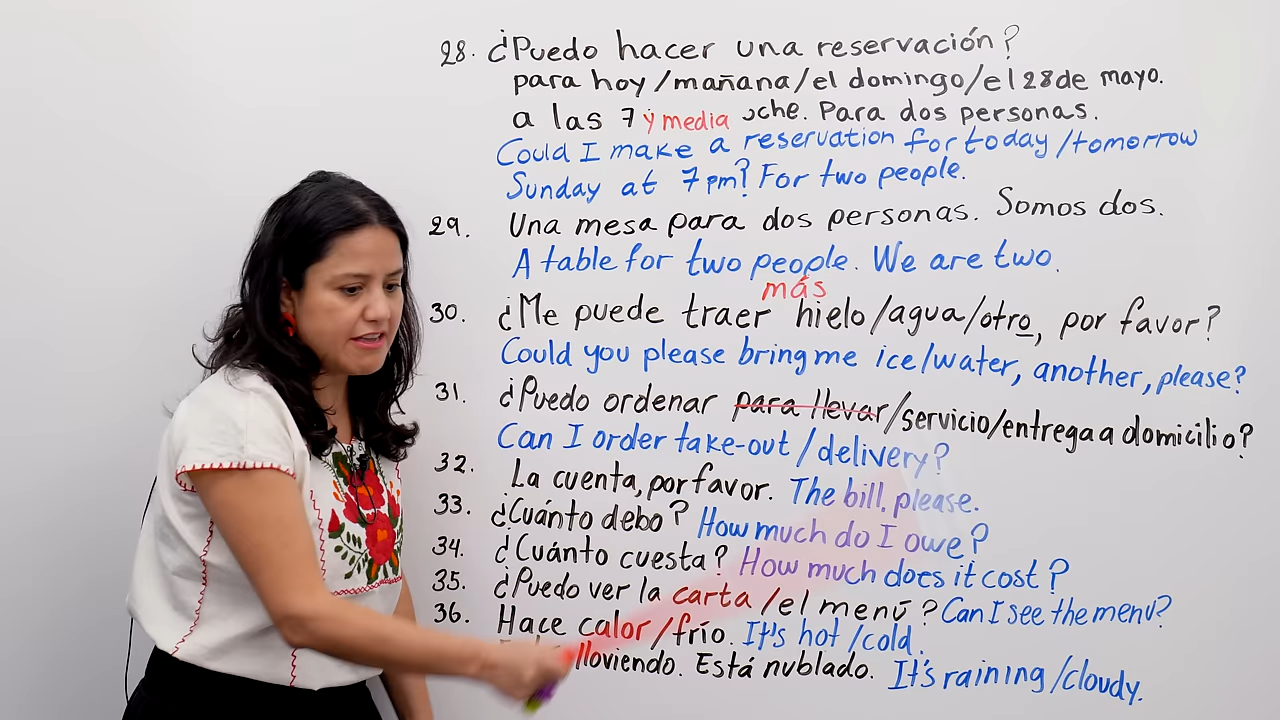 28. ¿Puedo hacer una reservación?
para hoy/mañana/el domingo/el 28 de mayo.
a las 7 y media oche. Para dos personas.
Could I make a reservation for today/tomorrow
Sunday at 7 pm? For two people.
29. Una mesa para dos personas. Somos dos.
A table for two people. We are two.
más
30. ¿Me puede traer hielo/agua/otro, por favor?
Could you please bring me ice/water, another, please?
31. ¿Puedo ordenar para llevar/servicio/entrega a domicilio?
Can I order take-out/delivery?
32. La cuenta, por favor. The bill, please.
33. ¿Cuánto debo? How much do I owe?
34. ¿Cuánto cuesta? How much does it cost?
35. ¿Puedo ver la carta/el menú? Can I see the menu?
36. Hace calor/frío. It's hot/cold.
lloviendo. Está nublado. It's raining/cloudy.